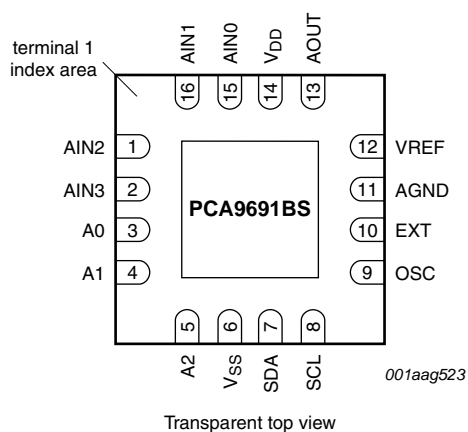 terminal 1
index area
AIN1
AIN0
VDD
AOUT
16
15
14
13
AIN2 1
12 VREF
AIN3 2
11 AGND
PCA9691BS
A0 3
10 EXT
A1 4
9 OSC
5
6
7
8
A2
VSS
SDA
SCL
001aag523
Transparent top view